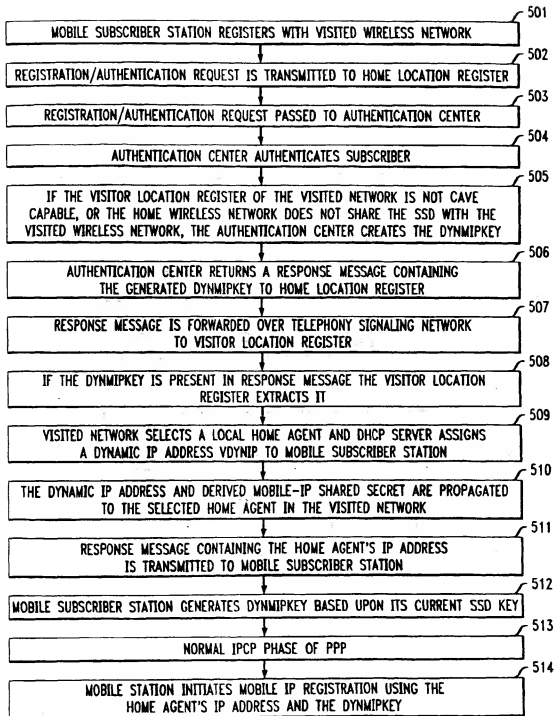 501
MOBILE SUBSCRIBER STATION REGISTERS WITH VISITED WIRELESS NETWORK
502
REGISTRATION/AUTHENTICATION REQUEST IS TRANSMITTED TO HOME LOCATION REGISTER
503
REGISTRATION/AUTHENTICATION REQUEST PASSED TO AUTHENTICATION CENTER
504
AUTHENTICATION CENTER AUTHENTICATES SUBSCRIBER
505
IF THE VISITOR LOCATION REGISTER OF THE VISITED NETWORK IS NOT CAVE
CAPABLE, OR THE HOME WIRELESS NETWORK DOES NOT SHARE THE SSD WITH THE
VISITED WIRELESS NETWORK, THE AUTHENTICATION CENTER CREATES THE DYNMIPKEY
506
AUTHENTICATION CENTER RETURNS A RESPONSE MESSAGE CONTAINING
THE GENERATED DYNMIPKEY TO HOME LOCATION REGISTER
507
RESPONSE MESSAGE IS FORWARDED OVER TELEPHONY SIGNALING NETWORK
TO VISITOR LOCATION REGISTER
508
IF THE DYNMIPKEY IS PRESENT IN RESPONSE MESSAGE THE VISITOR LOCATION
REGISTER EXTRACTS IT
509
VISITED NETWORK SELECTS A LOCAL HOME AGENT AND DHCP SERVER ASSIGNS
A DYNAMIC IP ADDRESS VDYNIP TO MOBILE SUBSCRIBER STATION
510
THE DYNAMIC IP ADDRESS AND DERIVED MOBILE-IP SHARED SECRET ARE PROPAGATED
TO THE SELECTED HOME AGENT IN THE VISITED NETWORK
511
RESPONSE MESSAGE CONTAINING THE HOME AGENT'S IP ADDRESS
IS TRANSMITTED TO MOBILE SUBSCRIBER STATION
512
MOBILE SUBSCRIBER STATION GENERATES DYNMIPKEY BASED UPON ITS CURRENT SSD KEY
513
NORMAL IPCP PHASE OF PPP
514
MOBILE STATION INITIATES MOBILE IP REGISTRATION USING THE
HOME AGENT'S IP ADDRESS AND THE DYNMIPKEY